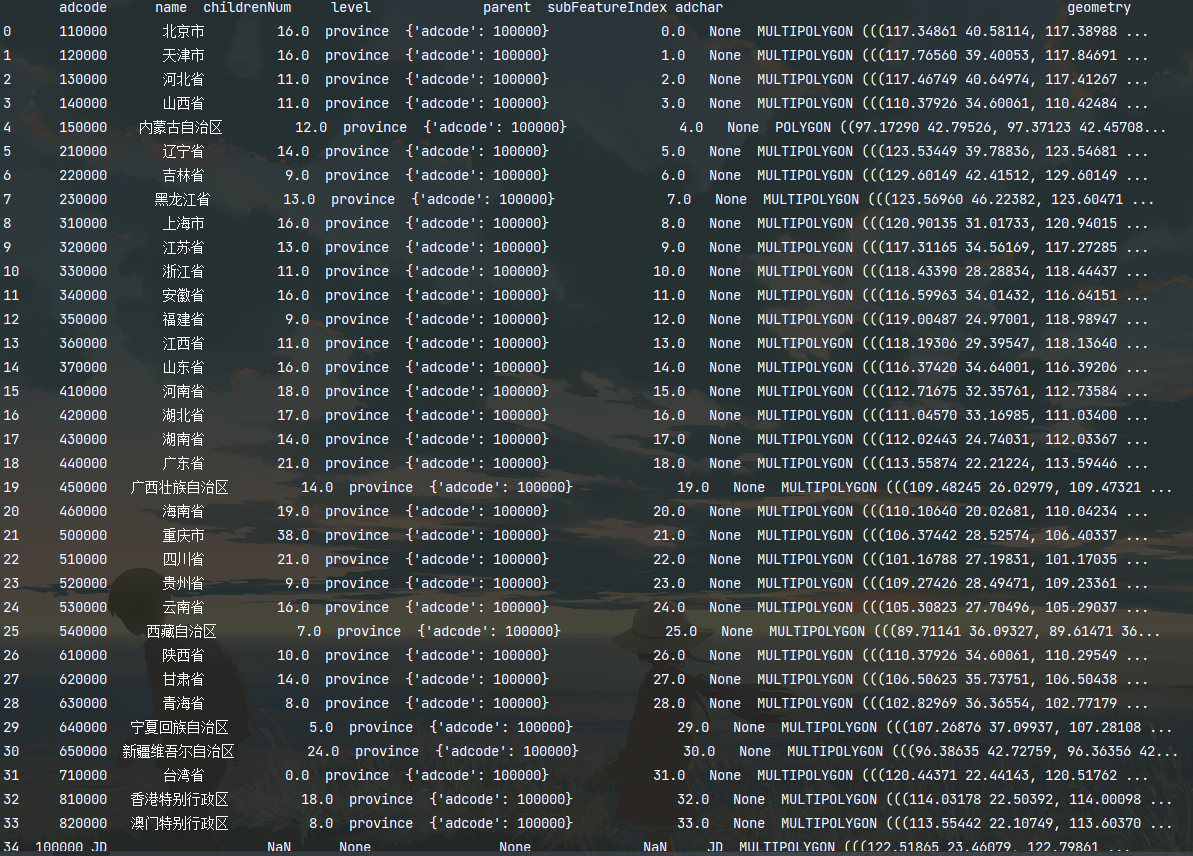 adcode name childrenNum level parent subFeatureIndex adchar geometry
0 110000 北京市 16.0 province {'adcode': 100000} 0.0 None MULTIPOLYGON (((117.34861 40.58114, 117.38988 ...
1 120000 天津市 16.0 province {'adcode': 100000} 1.0 None MULTIPOLYGON (((117.76560 39.40053, 117.84691 ...
2 130000 河北省 11.0 province {'adcode': 100000} 2.0 None MULTIPOLYGON (((117.46749 40.64974, 117.41267 ...
3 140000 山西省 11.0 province {'adcode': 100000} 3.0 None MULTIPOLYGON (((110.37926 34.60061, 110.42484 ...
4 150000 内蒙古自治区 12.0 province {'adcode': 100000} 4.0 None POLYGON ((97.17290 42.79526, 97.37123 42.45708...
5 210000 辽宁省 14.0 province {'adcode': 100000} 5.0 None MULTIPOLYGON (((123.53449 39.78836, 123.54681 ...
6 220000 吉林省 9.0 province {'adcode': 100000} 6.0 None MULTIPOLYGON (((129.60149 42.41512, 129.60149 ...
7 230000 黑龙江省 13.0 province {'adcode': 100000} 7.0 None MULTIPOLYGON (((123.56960 46.22382, 123.60471 ...
8 310000 上海市 16.0 province {'adcode': 100000} 8.0 None MULTIPOLYGON (((120.90135 31.01733, 120.94015 ...
9 320000 江苏省 13.0 province {'adcode': 100000} 9.0 None MULTIPOLYGON (((117.31165 34.56169, 117.27285 ...
10 330000 浙江省 11.0 province {'adcode': 100000} 10.0 None MULTIPOLYGON (((118.43390 28.28834, 118.44437 ...
11 340000 安徽省 16.0 province {'adcode': 100000} 11.0 None MULTIPOLYGON (((116.59963 34.01432, 116.64151 ...
12 350000 福建省 9.0 province {'adcode': 100000} 12.0 None MULTIPOLYGON (((119.00487 24.97001, 118.98947 ...
13 360000 江西省 11.0 province {'adcode': 100000} 13.0 None MULTIPOLYGON (((118.19306 29.39547, 118.13640 ...
14 370000 山东省 16.0 province {'adcode': 100000} 14.0 None MULTIPOLYGON (((116.37420 34.64001, 116.39206 ...
15 410000 河南省 18.0 province {'adcode': 100000} 15.0 None MULTIPOLYGON (((112.71675 32.35761, 112.73584 ...
16 420000 湖北省 17.0 province {'adcode': 100000} 16.0 None MULTIPOLYGON (((111.04570 33.16985, 111.03400 ...
17 430000 湖南省 14.0 province {'adcode': 100000} 17.0 None MULTIPOLYGON (((112.02443 24.74031, 112.03367 ...
18 440000 广东省 21.0 province {'adcode': 100000} 18.0 None MULTIPOLYGON (((113.55874 22.21224, 113.59446 ...
19 450000 广西壮族自治区 14.0 province {'adcode': 100000} 19.0 None MULTIPOLYGON (((109.48245 26.02979, 109.47321 ...
20 460000 海南省 19.0 province {'adcode': 100000} 20.0 None MULTIPOLYGON (((110.10640 20.02681, 110.04234 ...
21 500000 重庆市 38.0 province {'adcode': 100000} 21.0 None MULTIPOLYGON (((106.37442 28.52574, 106.40337 ...
22 510000 四川省 21.0 province {'adcode': 100000} 22.0 None MULTIPOLYGON (((101.16788 27.19831, 101.17035 ...
23 520000 贵州省 9.0 province {'adcode': 100000} 23.0 None MULTIPOLYGON (((109.27426 28.49471, 109.23361 ...
24 530000 云南省 16.0 province {'adcode': 100000} 24.0 None MULTIPOLYGON (((105.30823 27.70496, 105.29037 ...
25 540000 西藏自治区 7.0 province {'adcode': 100000} 25.0 None MULTIPOLYGON (((89.71141 36.09327, 89.61471 36...
26 610000 陕西省 10.0 province {'adcode': 100000} 26.0 None MULTIPOLYGON (((110.37926 34.60061, 110.29549 ...
27 620000 甘肃省 14.0 province {'adcode': 100000} 27.0 None MULTIPOLYGON (((106.50623 35.73751, 106.50438 ...
28 630000 青海省 8.0 province {'adcode': 100000} 28.0 None MULTIPOLYGON (((102.82969 36.36554, 102.77179 ...
29 640000 宁夏回族自治区 5.0 province {'adcode': 100000} 29.0 None MULTIPOLYGON (((107.26876 37.09937, 107.28108 ...
30 650000 新疆维吾尔自治区 24.0 province {'adcode': 100000} 30.0 None MULTIPOLYGON (((96.38635 42.72759, 96.36356 42...
31 710000 台湾省 0.0 province {'adcode': 100000} 31.0 None MULTIPOLYGON (((120.44371 22.44143, 120.51762 ...
32 810000 香港特别行政区 18.0 province {'adcode': 100000} 32.0 None MULTIPOLYGON (((114.03178 22.50392, 114.00098 ...
33 820000 澳门特别行政区 8.0 province {'adcode': 100000} 33.0 None MULTIPOLYGON (((113.55442 22.10749, 113.60370 ...
34 100000_JD NaN None None NaN JD MULTIPOLYGON (((122.51865 23.46079, 122.79861 ...